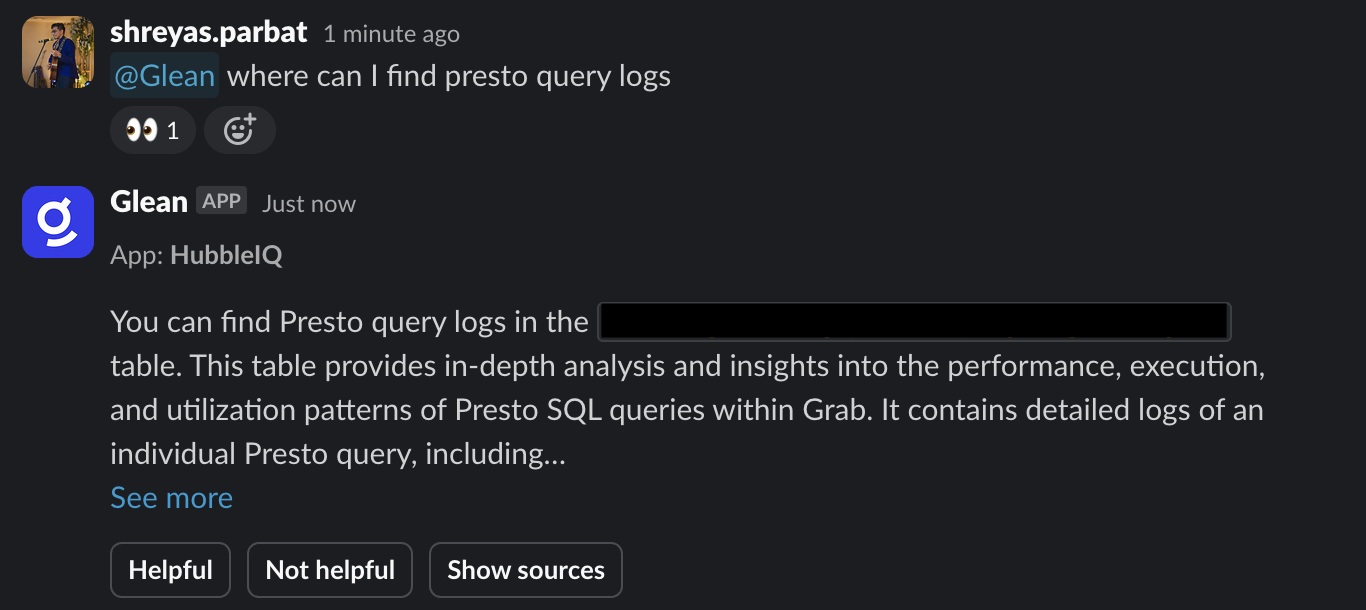 shreyas.parbat 1 minute ago
@Glean where can I find presto query logs
👀 1
Glean APP Just now
App: HubbleIQ
You can find Presto query logs in the
table. This table provides in-depth analysis and insights into the performance, execution,
and utilization patterns of Presto SQL queries within Grab. It contains detailed logs of an
individual Presto query, including...
See more
Helpful Not helpful Show sources